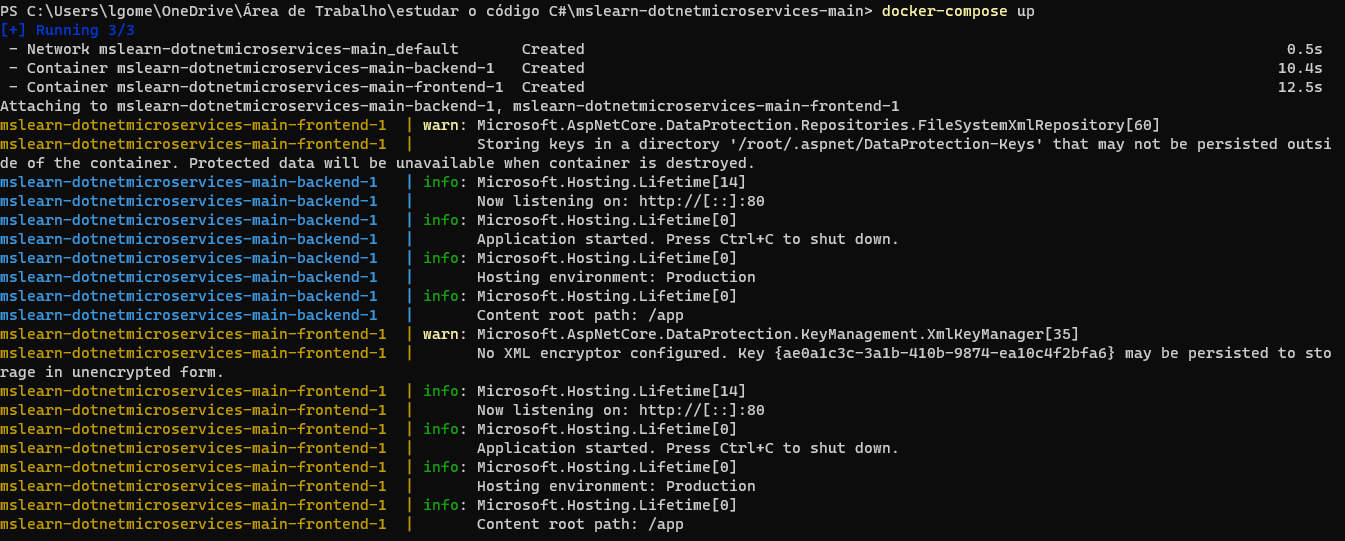 PS C:\Users\lgome\OneDrive\Área de Trabalho\estudar o código C#\mslearn-dotnetmicroservices-main> docker-compose up
[+] Running 3/3
 - Network mslearn-dotnetmicroservices-main_default       Created       0.5s
 - Container mslearn-dotnetmicroservices-main-backend-1   Created       10.4s
 - Container mslearn-dotnetmicroservices-main-frontend-1  Created       12.5s
Attaching to mslearn-dotnetmicroservices-main-backend-1, mslearn-dotnetmicroservices-main-frontend-1
mslearn-dotnetmicroservices-main-frontend-1  | warn: Microsoft.AspNetCore.DataProtection.Repositories.FileSystemXmlRepository[60]
mslearn-dotnetmicroservices-main-frontend-1  |       Storing keys in a directory '/root/.aspnet/DataProtection-Keys' that may not be persisted outsi
de of the container. Protected data will be unavailable when container is destroyed.
mslearn-dotnetmicroservices-main-backend-1   | info: Microsoft.Hosting.Lifetime[14]
mslearn-dotnetmicroservices-main-backend-1   |       Now listening on: http://[::]:80
mslearn-dotnetmicroservices-main-backend-1   | info: Microsoft.Hosting.Lifetime[0]
mslearn-dotnetmicroservices-main-backend-1   |       Application started. Press Ctrl+C to shut down.
mslearn-dotnetmicroservices-main-backend-1   | info: Microsoft.Hosting.Lifetime[0]
mslearn-dotnetmicroservices-main-backend-1   |       Hosting environment: Production
mslearn-dotnetmicroservices-main-backend-1   | info: Microsoft.Hosting.Lifetime[0]
mslearn-dotnetmicroservices-main-backend-1   |       Content root path: /app
mslearn-dotnetmicroservices-main-frontend-1  | warn: Microsoft.AspNetCore.DataProtection.KeyManagement.XmlKeyManager[35]
mslearn-dotnetmicroservices-main-frontend-1  |       No XML encryptor configured. Key {ae0a1c3c-3a1b-410b-9874-ea10c4f2bfa6} may be persisted to sto
rage in unencrypted form.
mslearn-dotnetmicroservices-main-frontend-1  | info: Microsoft.Hosting.Lifetime[14]
mslearn-dotnetmicroservices-main-frontend-1  |       Now listening on: http://[::]:80
mslearn-dotnetmicroservices-main-frontend-1  | info: Microsoft.Hosting.Lifetime[0]
mslearn-dotnetmicroservices-main-frontend-1  |       Application started. Press Ctrl+C to shut down.
mslearn-dotnetmicroservices-main-frontend-1  | info: Microsoft.Hosting.Lifetime[0]
mslearn-dotnetmicroservices-main-frontend-1  |       Hosting environment: Production
mslearn-dotnetmicroservices-main-frontend-1  | info: Microsoft.Hosting.Lifetime[0]
mslearn-dotnetmicroservices-main-frontend-1  |       Content root path: /app